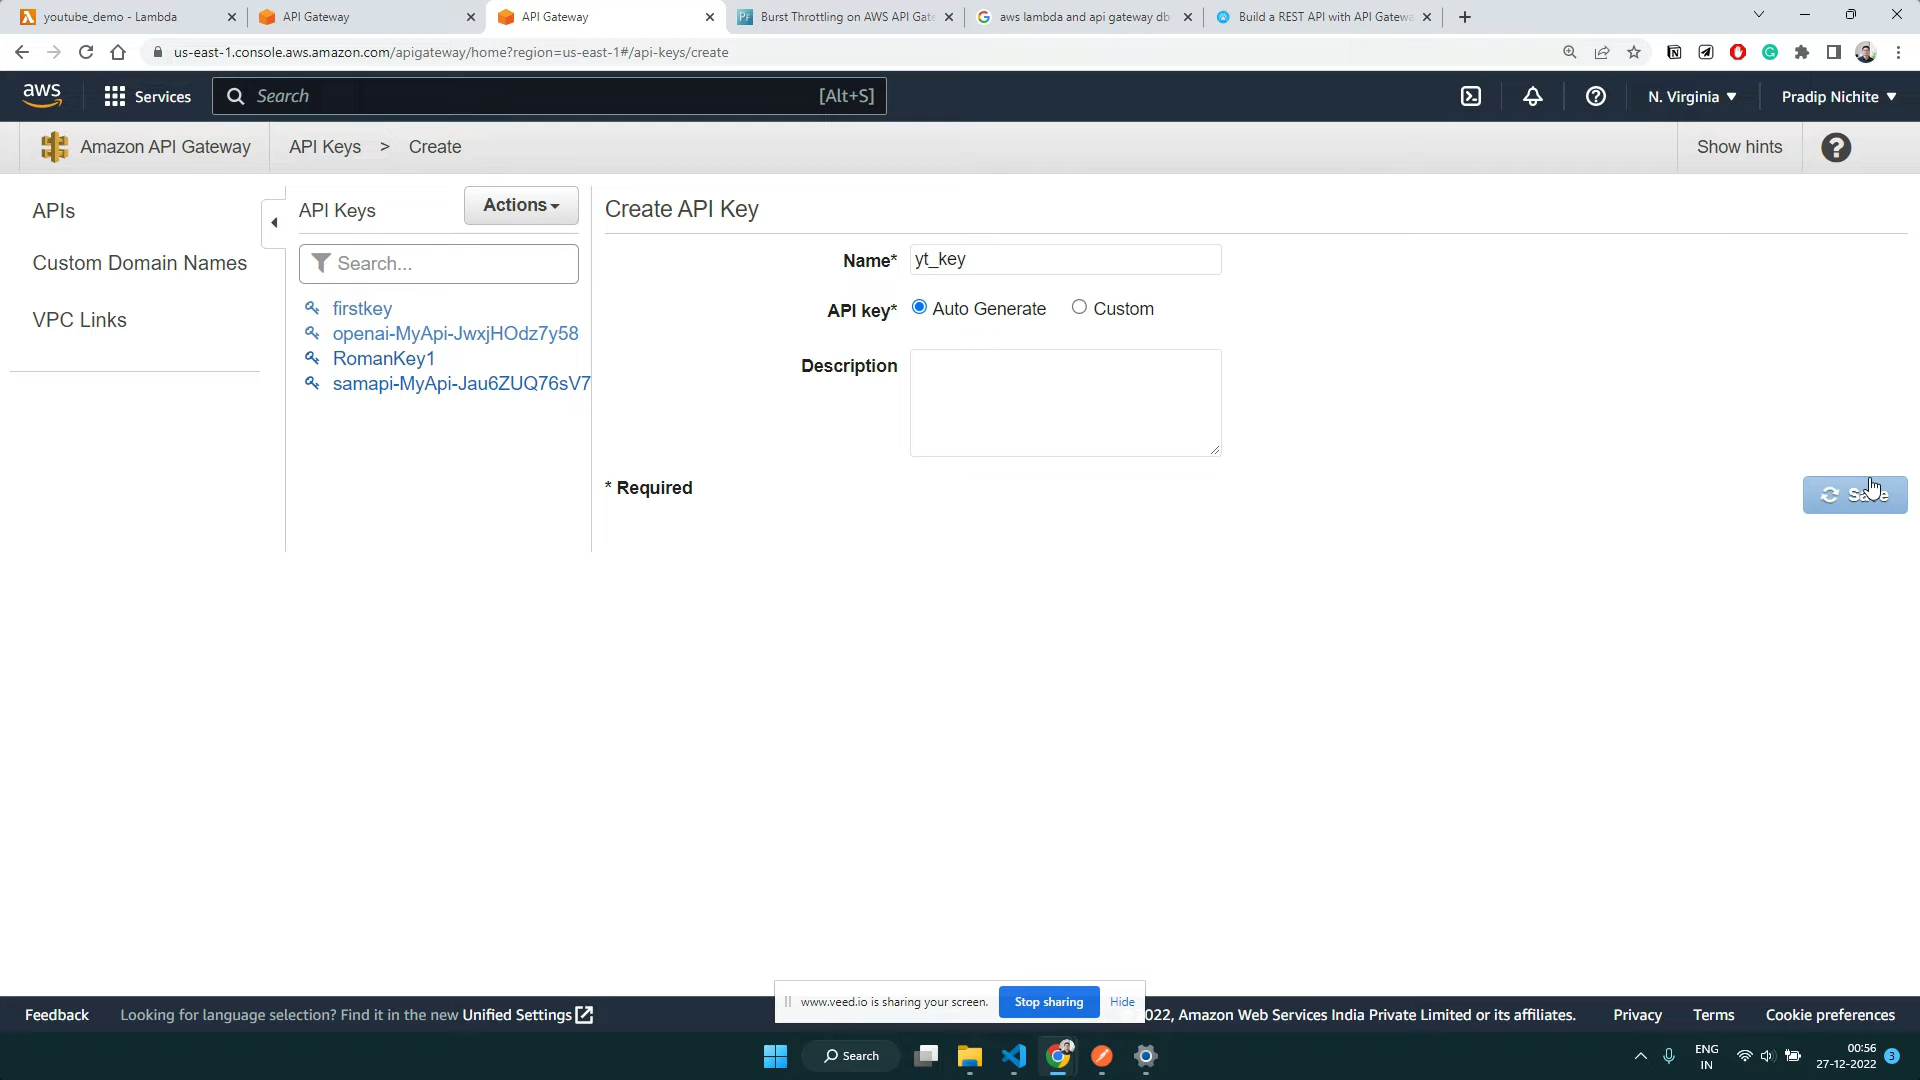 youtube_demo - Lambda
API Gateway
API Gateway
Burst Throttling on AWS API Gate
aws lambda and api gateway db
Build a REST API with API Gatewa
us-east-1.console.aws.amazon.com/apigateway/home?region=us-east-1#/api-keys/create
aws
Services
Search
[Alt+S]
N. Virginia
Pradip Nichite
Amazon API Gateway
API Keys > Create
Show hints
APIs
Custom Domain Names
VPC Links
API Keys
Actions
Search...
firstkey
openai-MyApi-JwxjHOdz7y58
RomanKey1
samapi-MyApi-Jau6ZUQ76sV7
Create API Key
Name* yt_key
API key* Auto Generate Custom
Description
* Required
Save
Feedback
Looking for language selection? Find it in the new Unified Settings
www.veed.io is sharing your screen.
Stop sharing
Hide
022, Amazon Web Services India Private Limited or its affiliates.
Privacy
Terms
Cookie preferences
Search
ENG
IN
00:56
27-12-2022
3